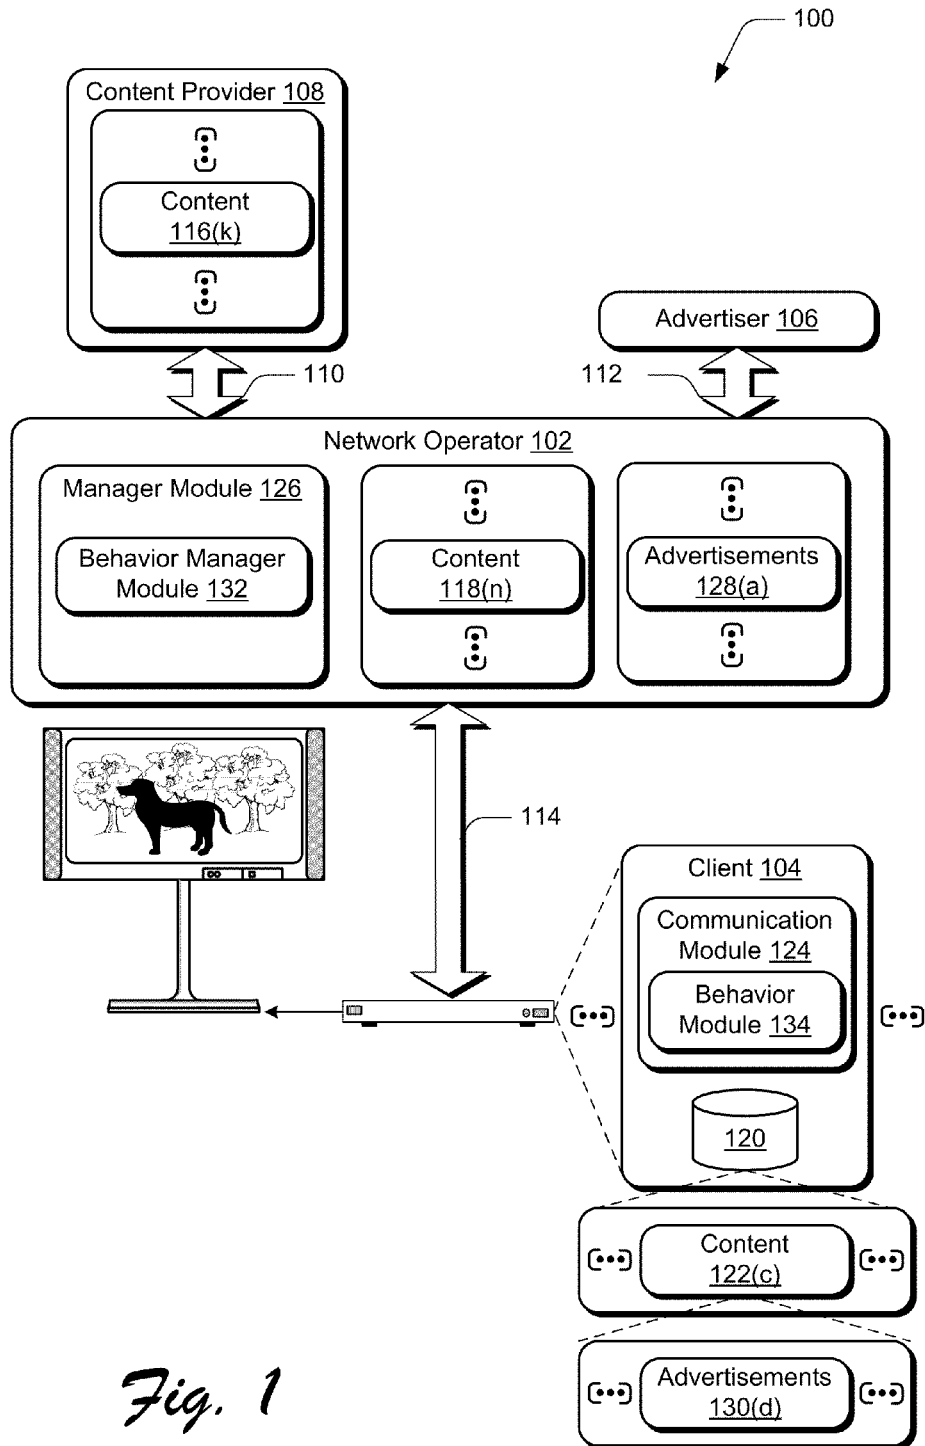 100
Content Provider 108
Content
116(k)
Advertiser 106
110
112
Network Operator 102
Manager Module 126
Behavior Manager
Module 132
Content
118(n)
Advertisements
128(a)
114
Client 104
Communication
Module 124
Behavior
Module 134
120
Content
122(c)
Advertisements
130(d)
Fig. 1